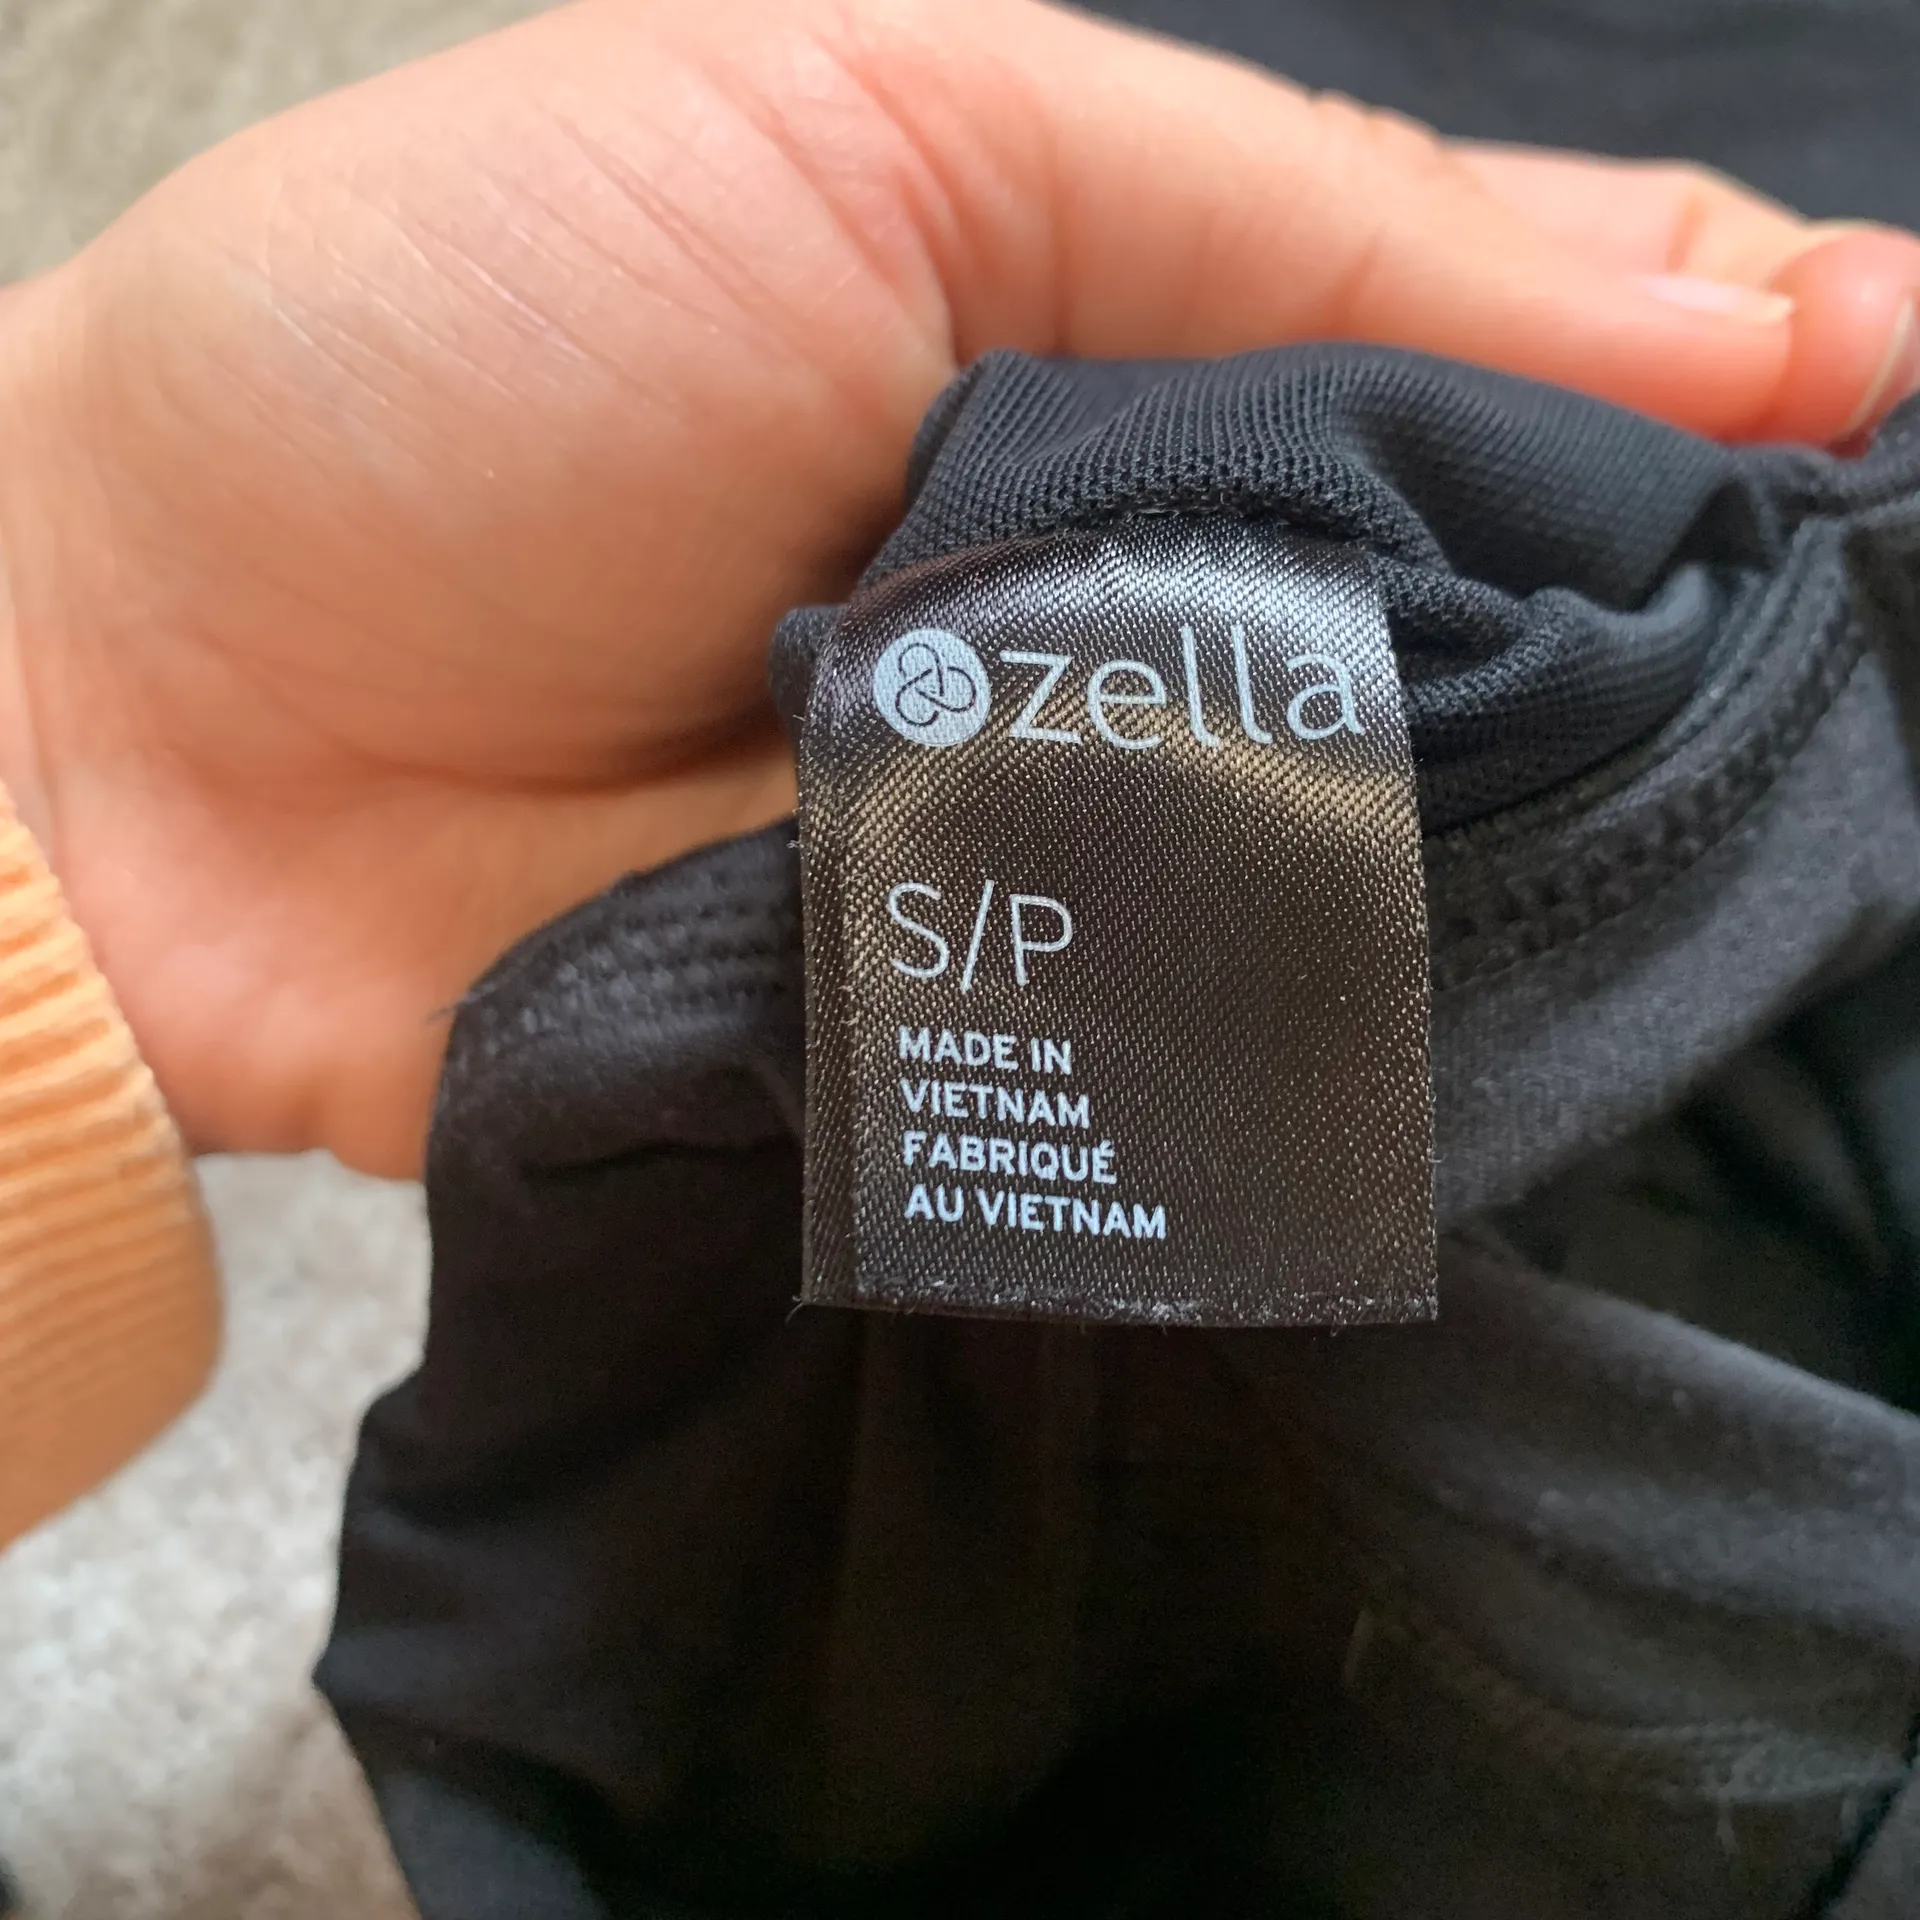 zella
S/P
MADE IN
VIETNAM
FABRIQUÉ
AU VIETNAM